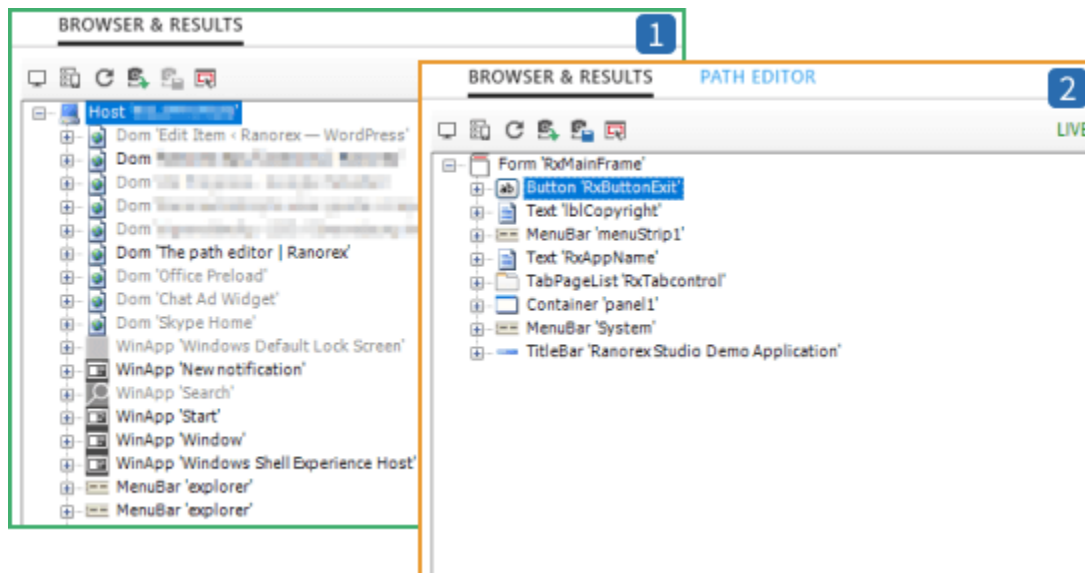 BROWSER & RESULTS
1
Host
Dom 'Edit Item ‹ Ranorex — WordPress'
Dom
Dom
Dom
Dom
Dom 'The path editor | Ranorex'
Dom 'Office Preload'
Dom 'Chat Ad Widget'
Dom 'Skype Home'
WinApp 'Windows Default Lock Screen'
WinApp 'New notification'
WinApp 'Search'
WinApp 'Start'
WinApp 'Window'
WinApp 'Windows Shell Experience Host'
MenuBar 'explorer'
MenuBar 'explorer'
BROWSER & RESULTS PATH EDITOR
2
LIVE
Form 'RxMainFrame'
ab Button 'RxButtonExit'
Text 'lblCopyright'
MenuBar 'menuStrip1'
Text 'RxAppName'
TabPageList 'RxTabcontrol'
Container 'panel1'
MenuBar 'System'
TitleBar 'Ranorex Studio Demo Application'